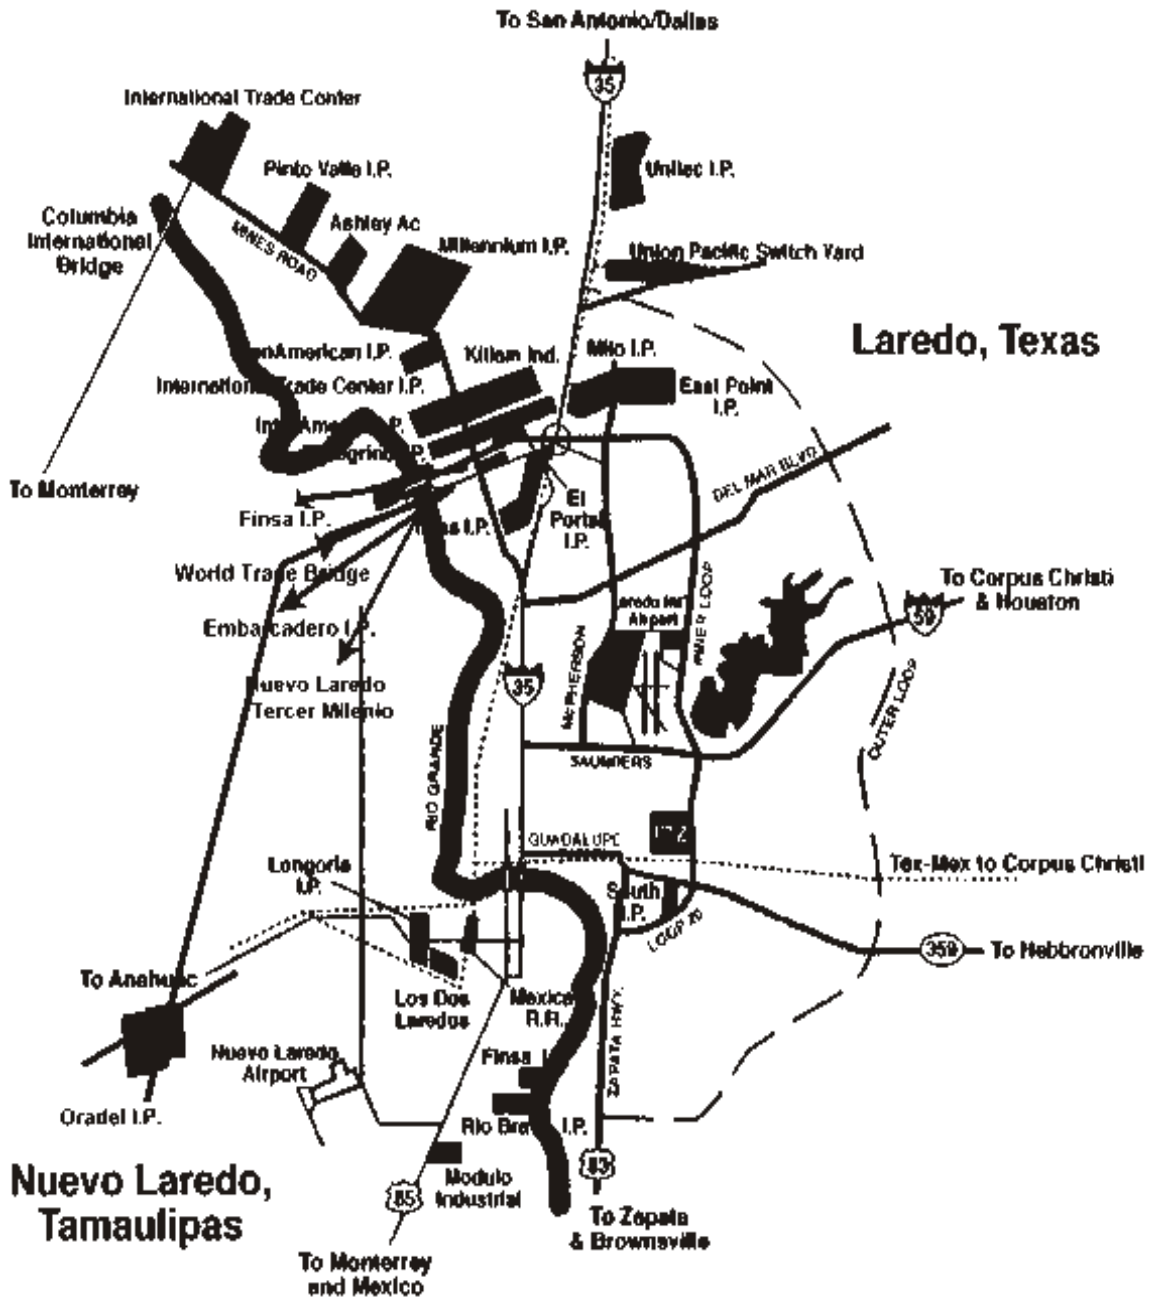 To San Antonio/Dallas
35
International Trade Center
Pinto Valle I.P.
Unitec I.P.
Columbia
International
Bridge
Ashley Ac
MINES ROAD
Millennium I.P.
Union Pacific Switch Yard
Laredo, Texas
I.P.
Killam Ind.
Milo I.P.
International Trade Center I.P.
East Point
I.P.
I.P.
I.P.
DEL MAR BLVD
To Monterrey
Finsa I.P.
I.P.
El
Portal
I.P.
World Trade Bridge
INNER LOOP
To Corpus Christi
& Houston
59
Airport
Embarcadero I.P.
McPHERSON
Nuevo Laredo
Tercer Milenio
35
OUTER LOOP
RIO GRANDE
SAUNDERS
GUADALUPE
Longoria
I.P.
Tex-Mex to Corpus Christi
South
I.P.
LOOP 20
359
To Hebbronville
To Anahuac
Los Dos
Laredos
Mexican
R.R.
ZAPATA HWY.
Nuevo Laredo
Airport
Finsa
Oradel I.P.
Rio Bravo I.P.
83
Nuevo Laredo,
Tamaulipas
Modulo
Industrial
85
To Zapata
& Brownsville
To Monterrey
and Mexico